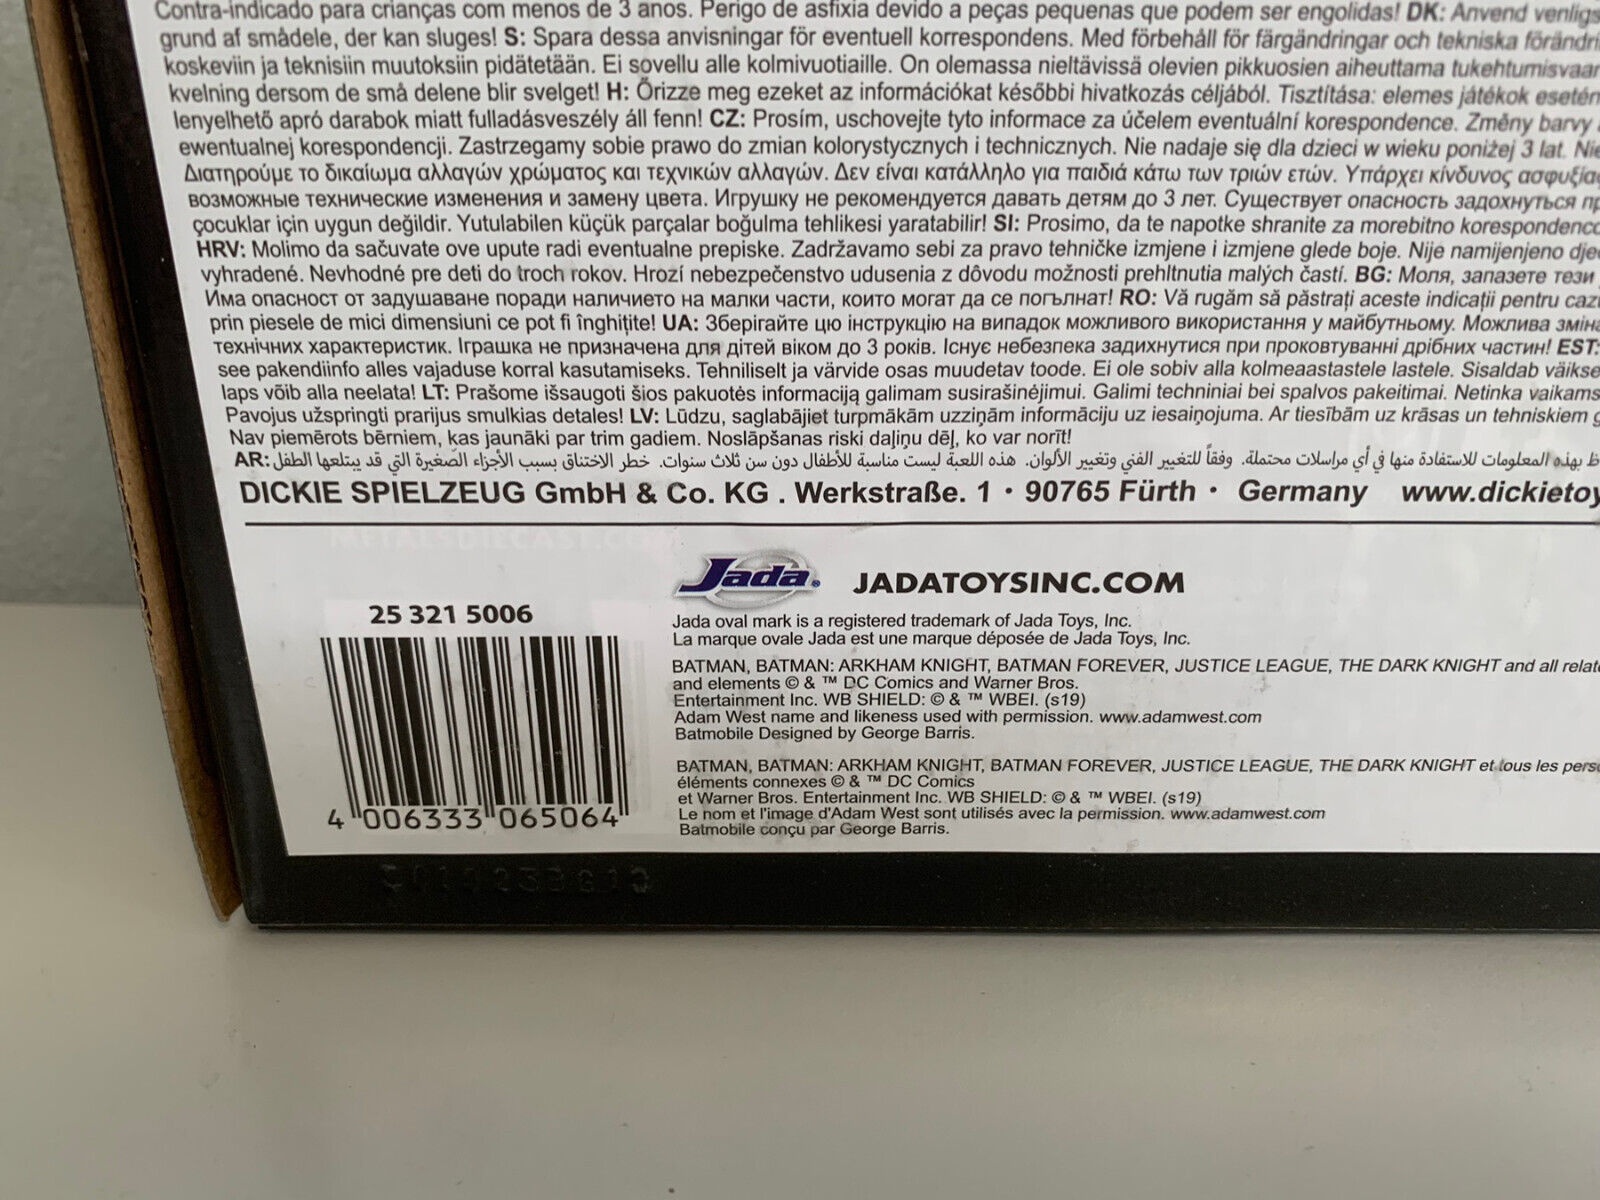 Contra-indicado para crianças com menos de 3 anos. Perigo de asfixia devido a peças pequenas que podem ser engolidas! DK: Anvend venligs
grund af smådele, der kan sluges! S: Spara dessa anvisningar för eventuell korrespondens. Med förbehåll för färgändringar och tekniska förändri
koskeviin ja teknisiin muutoksiin pidätetään. Ei sovellu alle kolmivuotiaille. On olemassa nieltävissä olevien pikkuosien aiheuttama tukehtumisvaar
kvelning dersom de små delene blir svelget! H: Őrizze meg ezeket az információkat későbbi hivatkozás céljából. Tisztítása: elemes játékok esetén
lenyelhető apró darabok miatt fulladásveszély áll fenn! CZ: Prosím, uschovejte tyto informace za účelem eventuální korespondence. Změny barvy
ewentualnej korespondencji. Zastrzegamy sobie prawo do zmian kolorystycznych i technicznych. Nie nadaje się dla dzieci w wieku poniżej 3 lat. Nie
Διατηρούμε το δικαίωμα αλλαγών χρώματος και τεχνικών αλλαγών. Δεν είναι κατάλληλο για παιδιά κάτω των τριών ετών. Υπάρχει κίνδυνος ασφυξίας
возможные технические изменения и замену цвета. Игрушку не рекомендуется давать детям до 3 лет. Существует опасность задохнуться пр
çocuklar için uygun değildir. Yutulabilen küçük parçalar boğulma tehlikesi yaratabilir! SI: Prosimo, da te napotke shranite za morebitno korespondenco
HRV: Molimo da sačuvate ove upute radi eventualne prepiske. Zadržavamo sebi za pravo tehničke izmjene i izmjene glede boje. Nije namijenjeno dje
vyhradené. Nevhodné pre deti do troch rokov. Hrozí nebezpečenstvo udusenia z dôvodu možnosti prehltnutia malých častí. BG: Моля, запазете тези
Има опасност от задушаване поради наличието на малки части, които могат да се погълнат! RO: Vă rugăm să păstrați aceste indicații pentru cazu
prin piesele de mici dimensiuni ce pot fi înghițite! UA: Зберігайте цю інструкцію на випадок можливого використання у майбутньому. Можлива зміна
технічних характеристик. Іграшка не призначена для дітей віком до 3 років. Існує небезпека задихнутися при проковтуванні дрібних частин! EST:
see pakendiinfo alles vajaduse korral kasutamiseks. Tehniliselt ja värvide osas muudetav toode. Ei ole sobiv alla kolmeaastastele lastele. Sisaldab väikse
laps võib alla neelata! LT: Prašome išsaugoti šios pakuotės informaciją galimam susirašinėjimui. Galimi techniniai bei spalvos pakeitimai. Netinka vaikams
Pavojus užspringti prarijus smulkias detales! LV: Lūdzu, saglabājiet turpmākām uzziņām informāciju uz iesaiņojuma. Ar tiesībām uz krāsas un tehniskiem g
Nav piemērots bērniem, kas jaunāki par trim gadiem. Noslāpšanas riski daļiņu dēļ, ko var norīt!
AR: ظ بهذه المعلومات للاستفادة منها في أي مراسلات محتملة. وفقاً للتغيير الفني وتغيير الألوان. هذه اللعبة ليست مناسبة للأطفال دون سن ثلاث سنوات. خطر الاختناق بسبب الأجزاء الصغيرة التي قد يبتلعها الطفل
DICKIE SPIELZEUG GmbH & Co. KG . Werkstraße. 1 · 90765 Fürth · Germany www.dickietoy
Jada® JADATOYSINC.COM
25 321 5006
Jada oval mark is a registered trademark of Jada Toys, Inc.
La marque ovale Jada est une marque déposée de Jada Toys, Inc.
BATMAN, BATMAN: ARKHAM KNIGHT, BATMAN FOREVER, JUSTICE LEAGUE, THE DARK KNIGHT and all relate
and elements © & ™ DC Comics and Warner Bros.
Entertainment Inc. WB SHIELD: © & ™ WBEI. (s19)
Adam West name and likeness used with permission. www.adamwest.com
Batmobile Designed by George Barris.
BATMAN, BATMAN: ARKHAM KNIGHT, BATMAN FOREVER, JUSTICE LEAGUE, THE DARK KNIGHT et tous les perso
éléments connexes © & ™ DC Comics
et Warner Bros. Entertainment Inc. WB SHIELD: © & ™ WBEI. (s19)
Le nom et l'image d'Adam West sont utilisés avec la permission. www.adamwest.com
Batmobile conçu par George Barris.
4 006333 065064